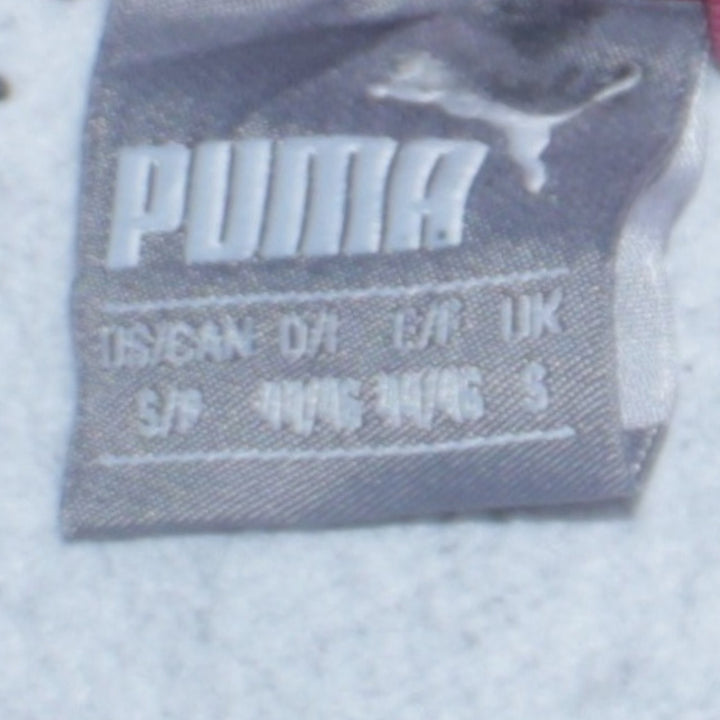 PUMA
US/CAN D/I E/F UK
S/P 44/46 44/46 S